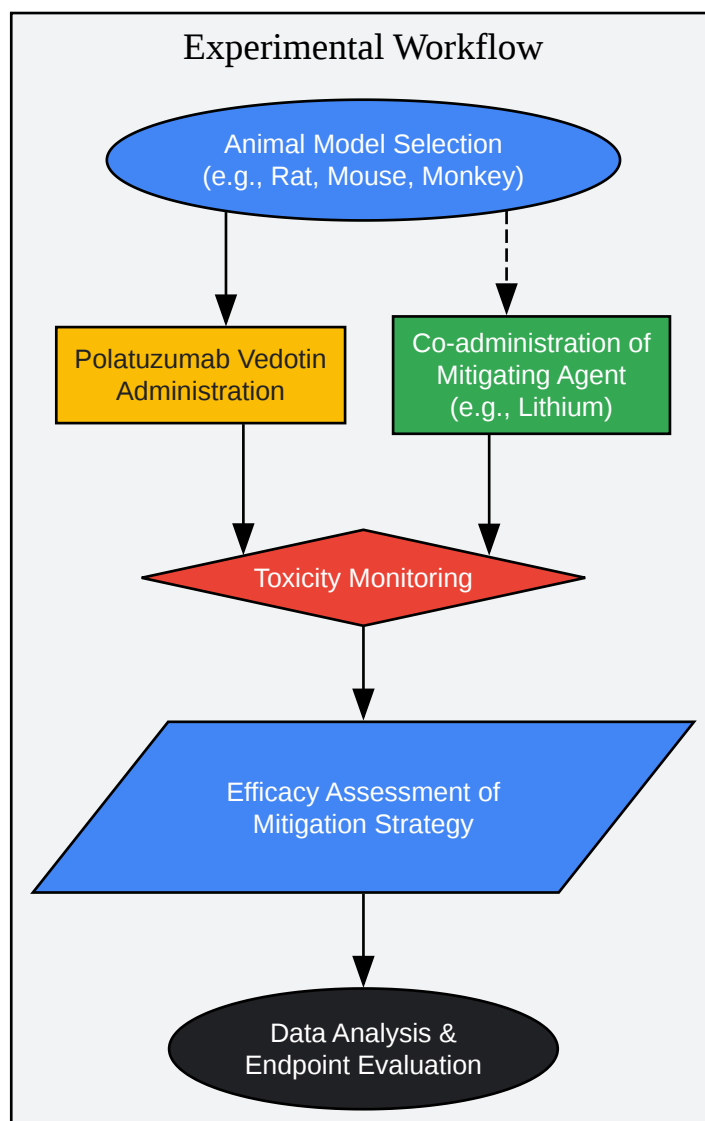 Experimental Workflow
Animal Model Selection
(e.g., Rat, Mouse, Monkey)
Polatuzumab Vedotin
Administration
Co-administration of
Mitigating Agent
(e.g., Lithium)
Toxicity Monitoring
Efficacy Assessment of
Mitigation Strategy
Data Analysis &
Endpoint Evaluation